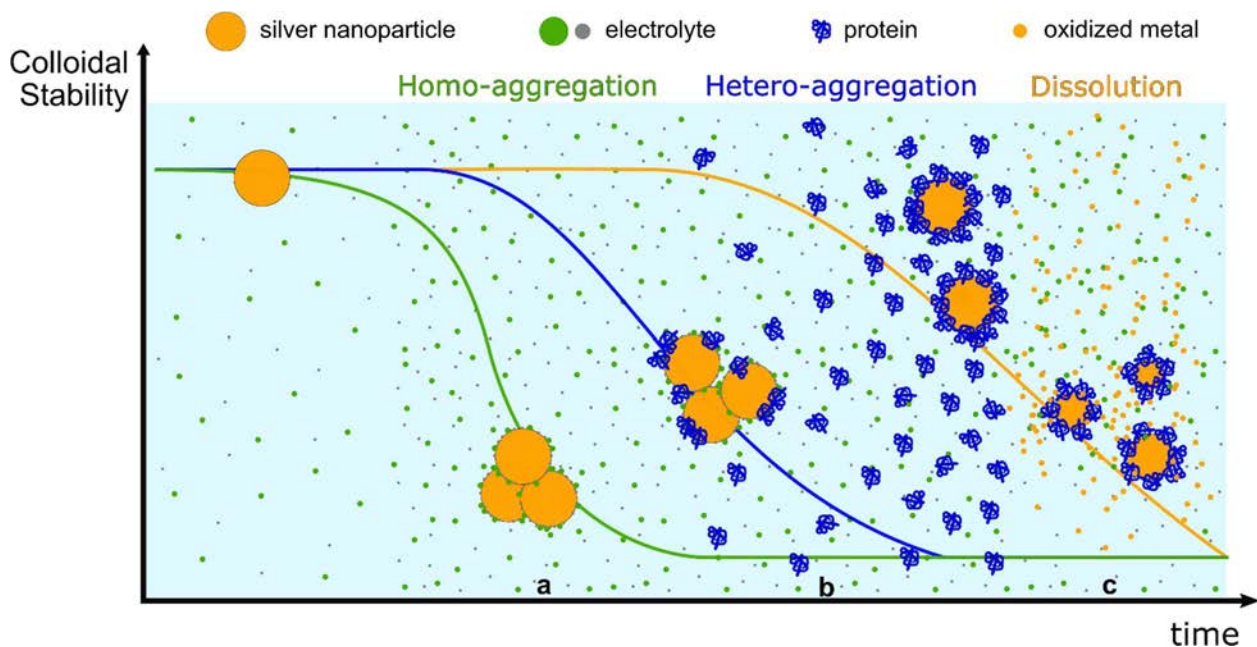 silver nanoparticle electrolyte protein oxidized metal
Colloidal
Stability
Homo-aggregation Hetero-aggregation Dissolution
a b c
time